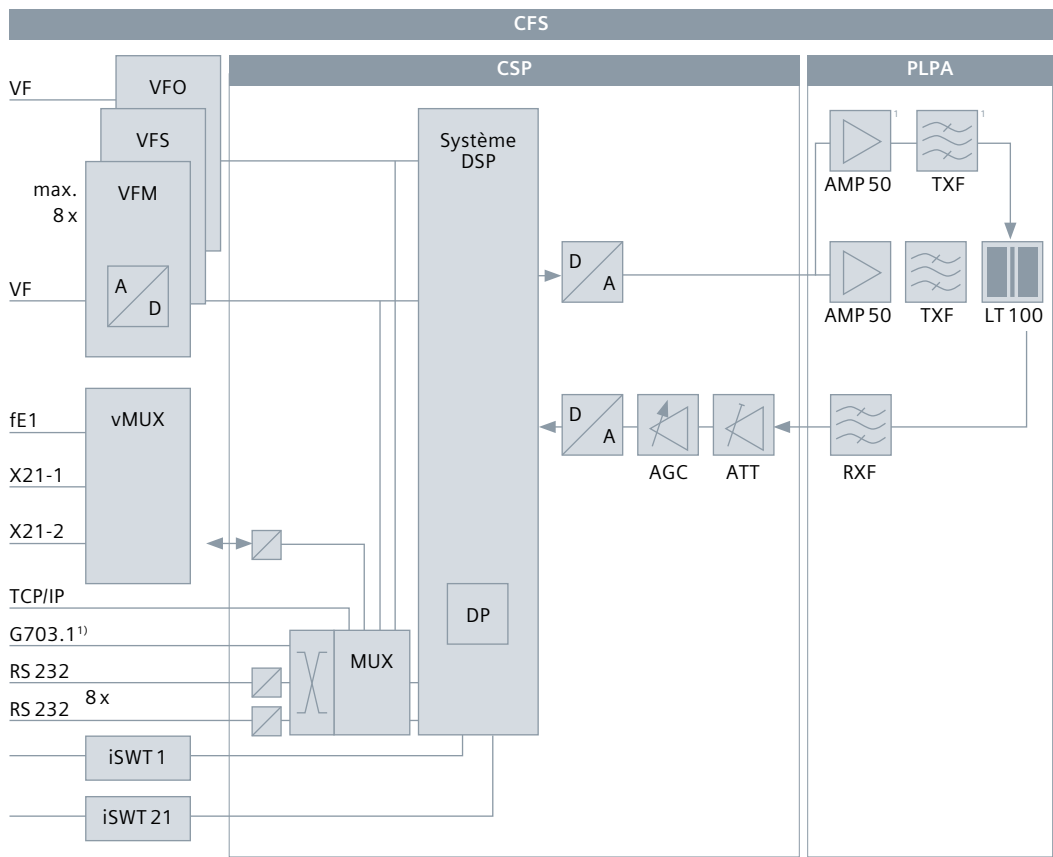 CFS
CSP
PLPA
VF
VFO
VFS
VFM
max.
8 x
VF
A
D
Système
DSP
D
A
1
1
AMP 50
TXF
AMP 50
TXF
LT 100
fE1
vMUX
X21-1
X21-2
D
A
AGC
ATT
RXF
TCP/IP
G703.1¹⁾
DP
MUX
RS 232
8 x
RS 232
iSWT 1
iSWT 21